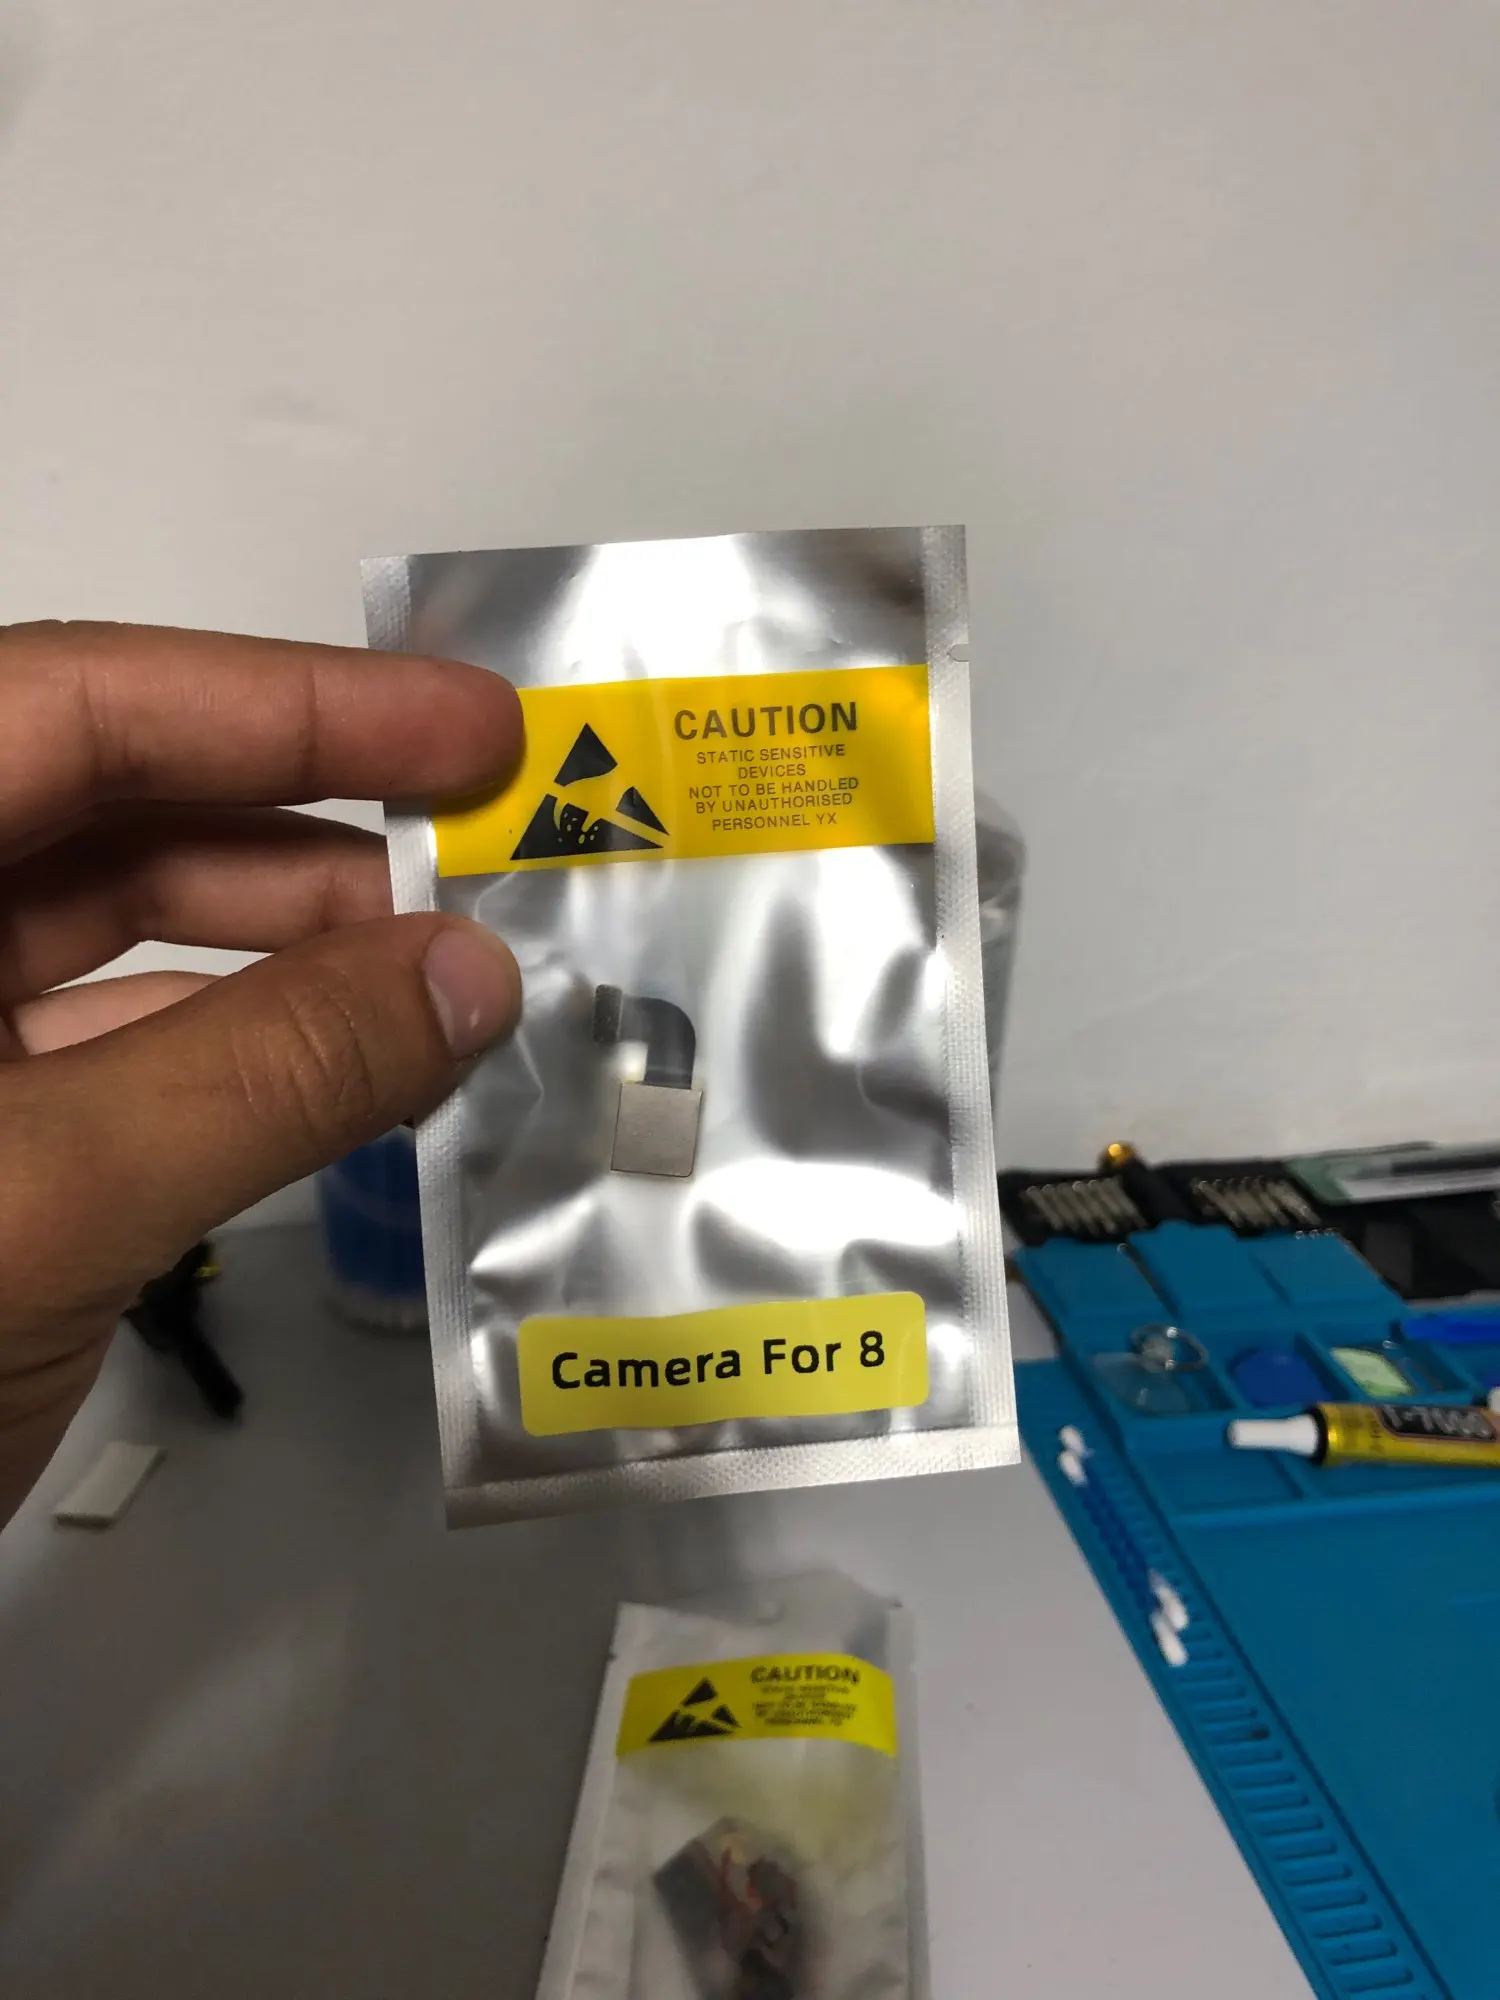 CAUTION
STATIC SENSITIVE
DEVICES
NOT TO BE HANDLED
BY UNAUTHORISED
PERSONNEL YX
Camera For 8
CAUTION